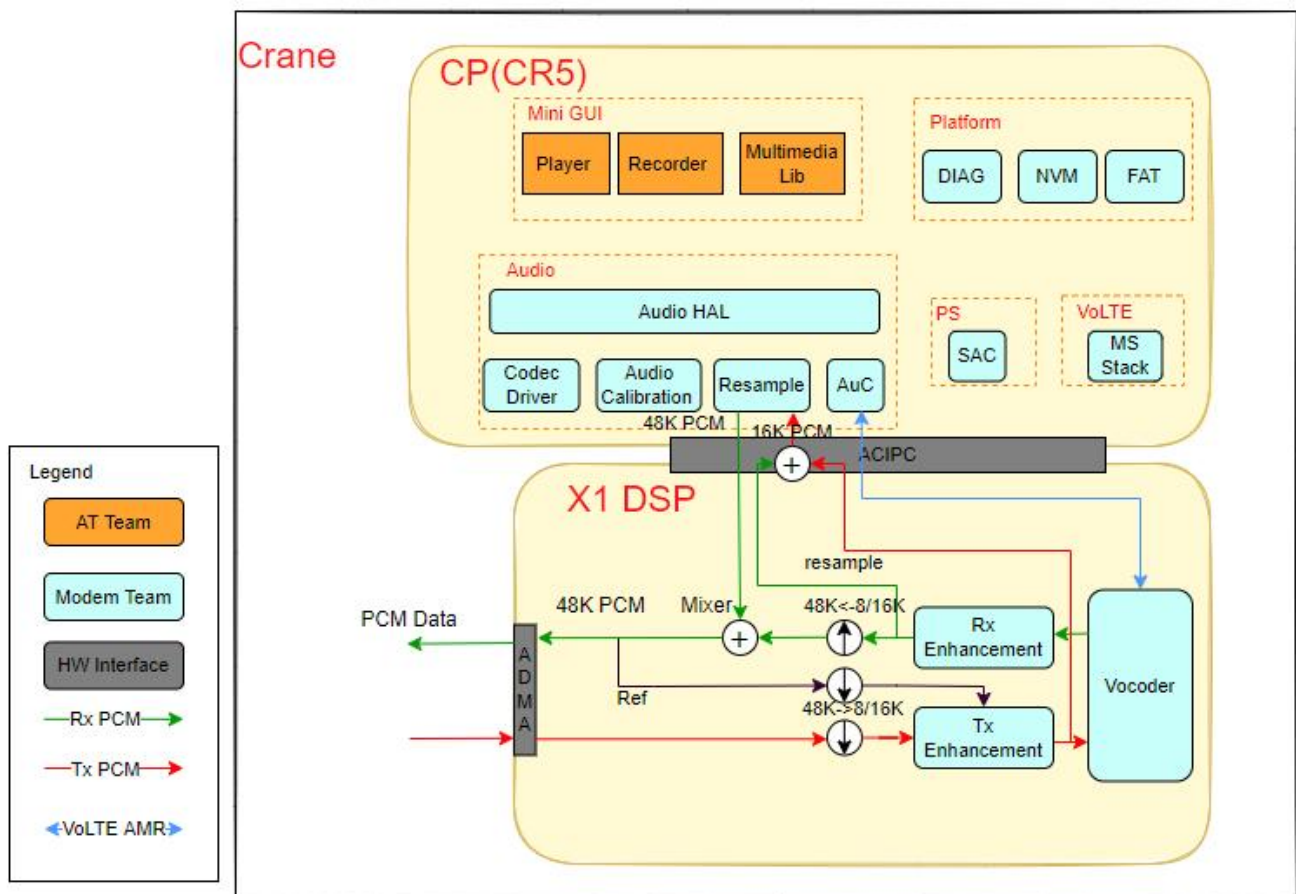 Crane
CP(CR5)
Mini GUI
Player
Recorder
Multimedia
Lib
Platform
DIAG
NVM
FAT
Audio
Audio HAL
Codec
Driver
Audio
Calibration
Resample
AuC
PS
SAC
VoLTE
MS
Stack
48K PCM
16K PCM
ACIPC
X1 DSP
resample
PCM Data
48K PCM
Mixer
48K<-8/16K
Rx
Enhancement
Vocoder
ADMA
Ref
48K->8/16K
Tx
Enhancement
Legend
AT Team
Modem Team
HW Interface
Rx PCM
Tx PCM
VoLTE AMR